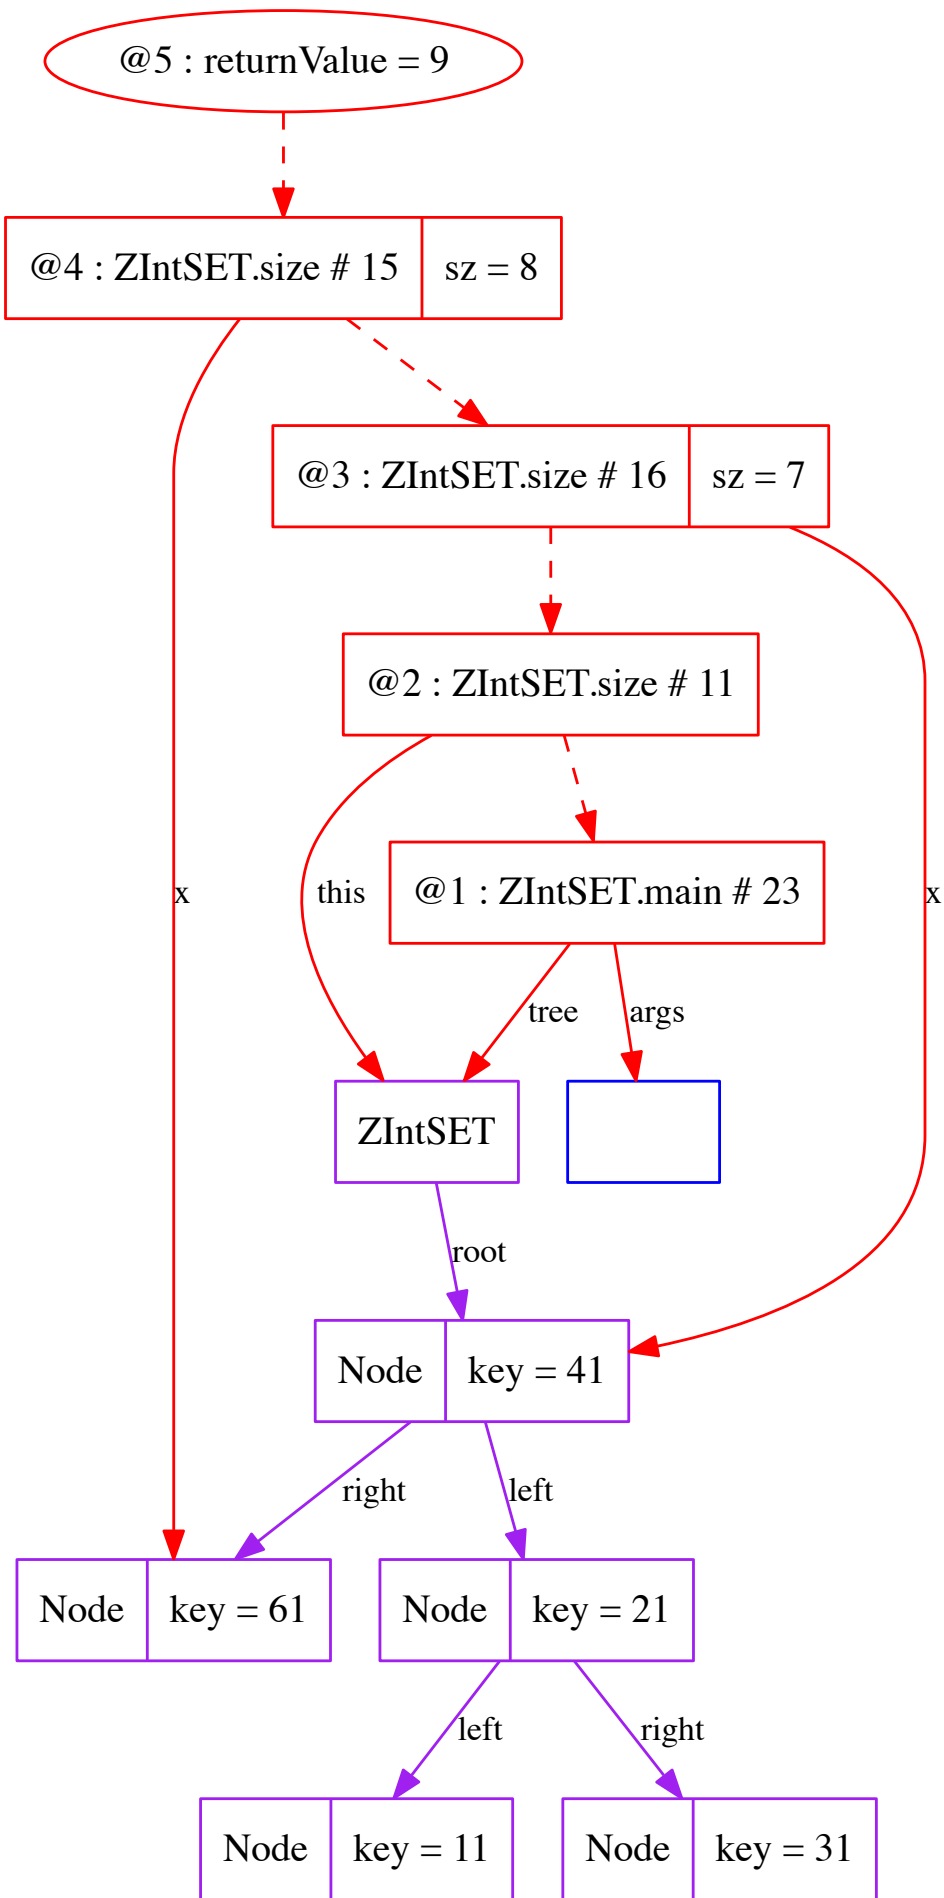 @5 : returnValue = 9
@4 : ZIntSET.size # 15
sz = 8
@3 : ZIntSET.size # 16
sz = 7
@2 : ZIntSET.size # 11
x
this
@1 : ZIntSET.main # 23
x
tree
args
ZIntSET
root
Node
key = 41
right
left
Node
key = 61
Node
key = 21
left
right
Node
key = 11
Node
key = 31